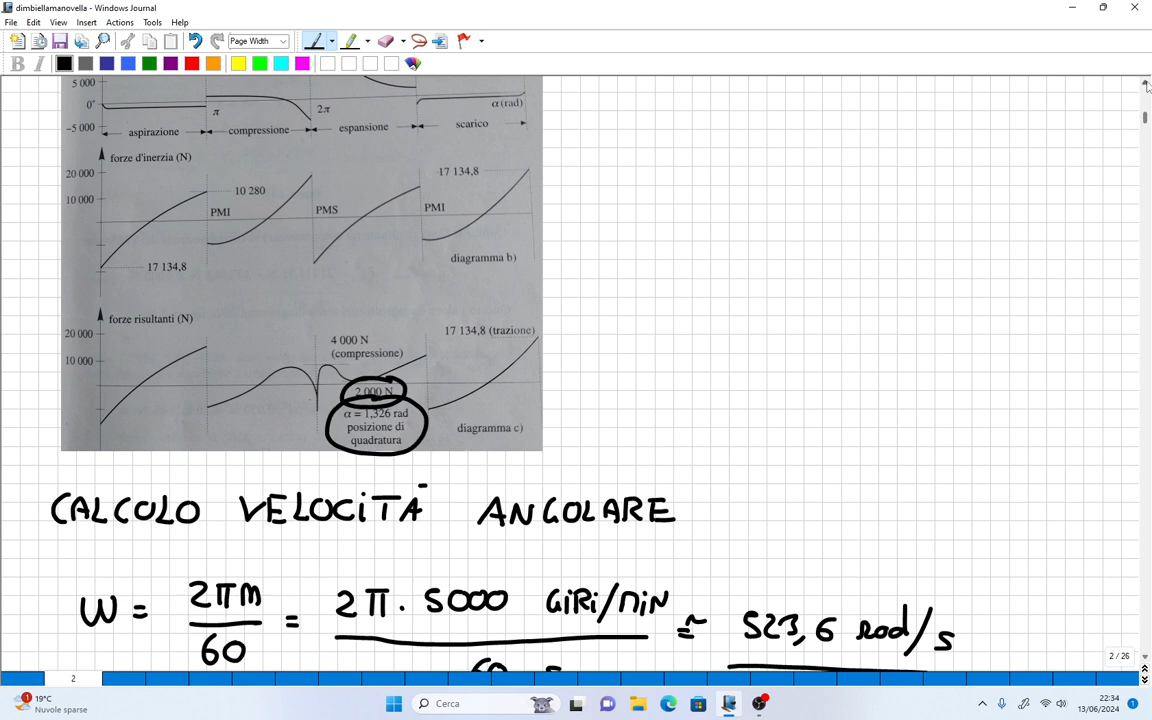 dimbiellamanovella - Windows Journal
File Edit View Insert Actions Tools Help
Page Width
B I
5 000
0°
-5 000
π
2π
α (rad)
aspirazione
compressione
espansione
scarico
forze d'inerzia (N)
20 000
10 000
10 280
PMI
PMS
PMI
17 134,8
17 134,8
diagramma b)
forze risultanti (N)
20 000
10 000
4 000 N
(compressione)
17 134,8 (trazione)
2 000 N
α = 1,326 rad
posizione di
quadratura
diagramma c)
CALCOLO VELOCITÀ ANGOLARE
W = 2πn/60 = 2π · 5000 GIRI/MIN / 60 s ≅ 523,6 rad/s
2 / 26
2
1
19°C
Nuvole sparse
Cerca
22:34
13/06/2024
1